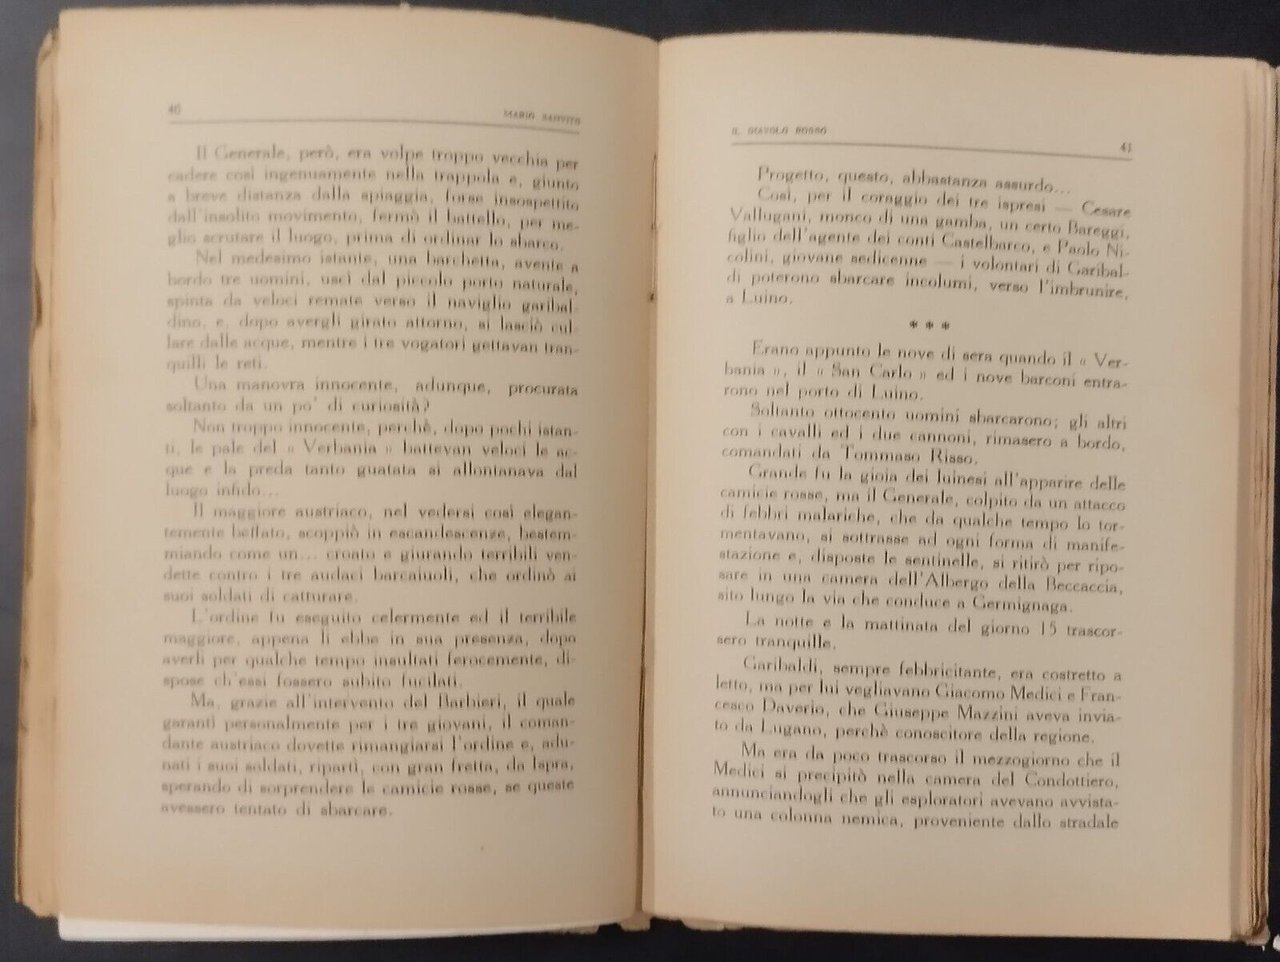 40
MARIO SANVITO
Il Generale, però, era volpe troppo vecchia per
cadere così ingenuamente nella trappola e, giunto
a breve distanza dalla spiaggia, forse insospettito
dall'insolito movimento, fermò il battello, per me-
glio scrutare il luogo, prima di ordinar lo sbarco.
Nel medesimo istante, una barchetta, avente a
bordo tre uomini, uscì dal piccolo porto naturale,
spinta da veloci remate verso il naviglio garibal-
dino, e, dopo avergli girato attorno, si lasciò cul-
lare dalle acque, mentre i tre vogatori gettavan tran-
quilli le reti.
Una manovra innocente, adunque, procurata
soltanto da un po' di curiosità?
Non troppo innocente, perchè, dopo pochi istan-
ti, le pale del « Verbania » battevan veloci le ac-
que e la preda tanto guatata si allontanava dal
luogo infido...
Il maggiore austriaco, nel vedersi così elegan-
temente beffato, scoppiò in escandescenze, bestem-
miando come un... croato e giurando terribili ven-
dette contro i tre audaci barcaiuoli, che ordinò ai
suoi soldati di catturare.
L'ordine fu eseguito celermente ed il terribile
maggiore, appena li ebbe in sua presenza, dopo
averli per qualche tempo insultati ferocemente, di-
spose ch'essi fossero subito fucilati.
Ma, grazie all'intervento del Barbieri, il quale
garantì personalmente per i tre giovani, il coman-
dante austriaco dovette rimangiarsi l'ordine e, adu-
nati i suoi soldati, ripartì, con gran fretta, da Ispra,
sperando di sorprendere le camicie rosse, se queste
avessero tentato di sbarcare.
IL DIAVOLO ROSSO
41
Progetto, questo, abbastanza assurdo...
Così, per il coraggio dei tre ispresi — Cesare
Vallugani, monco di una gamba, un certo Bareggi,
figlio dell'agente dei conti Castelbarco, e Paolo Ni-
colini, giovane sedicenne — i volontari di Garibal-
di poterono sbarcare incolumi, verso l'imbrunire,
a Luino.
* * *
Erano appunto le nove di sera quando il « Ver-
bania », il « San Carlo » ed i nove barconi entra-
rono nel porto di Luino.
Soltanto ottocento uomini sbarcarono; gli altri
con i cavalli ed i due cannoni, rimasero a bordo,
comandati da Tommaso Risso.
Grande fu la gioia dei luinesi all'apparire delle
camicie rosse, ma il Generale, colpito da un attacco
di febbri malariche, che da qualche tempo lo tor-
mentavano, si sottrasse ad ogni forma di manife-
stazione e, disposte le sentinelle, si ritirò per ripo-
sare in una camera dell'Albergo della Beccaccia,
sito lungo la via che conduce a Germignaga.
La notte e la mattinata del giorno 15 trascor-
sero tranquille.
Garibaldi, sempre febbricitante, era costretto a
letto, ma per lui vegliavano Giacomo Medici e Fran-
cesco Daverio, che Giuseppe Mazzini aveva invia-
to da Lugano, perchè conoscitore della regione.
Ma era da poco trascorso il mezzogiorno che il
Medici si precipitò nella camera del Condottiero,
annunciandogli che gli esploratori avevano avvista-
to una colonna nemica, proveniente dallo stradale